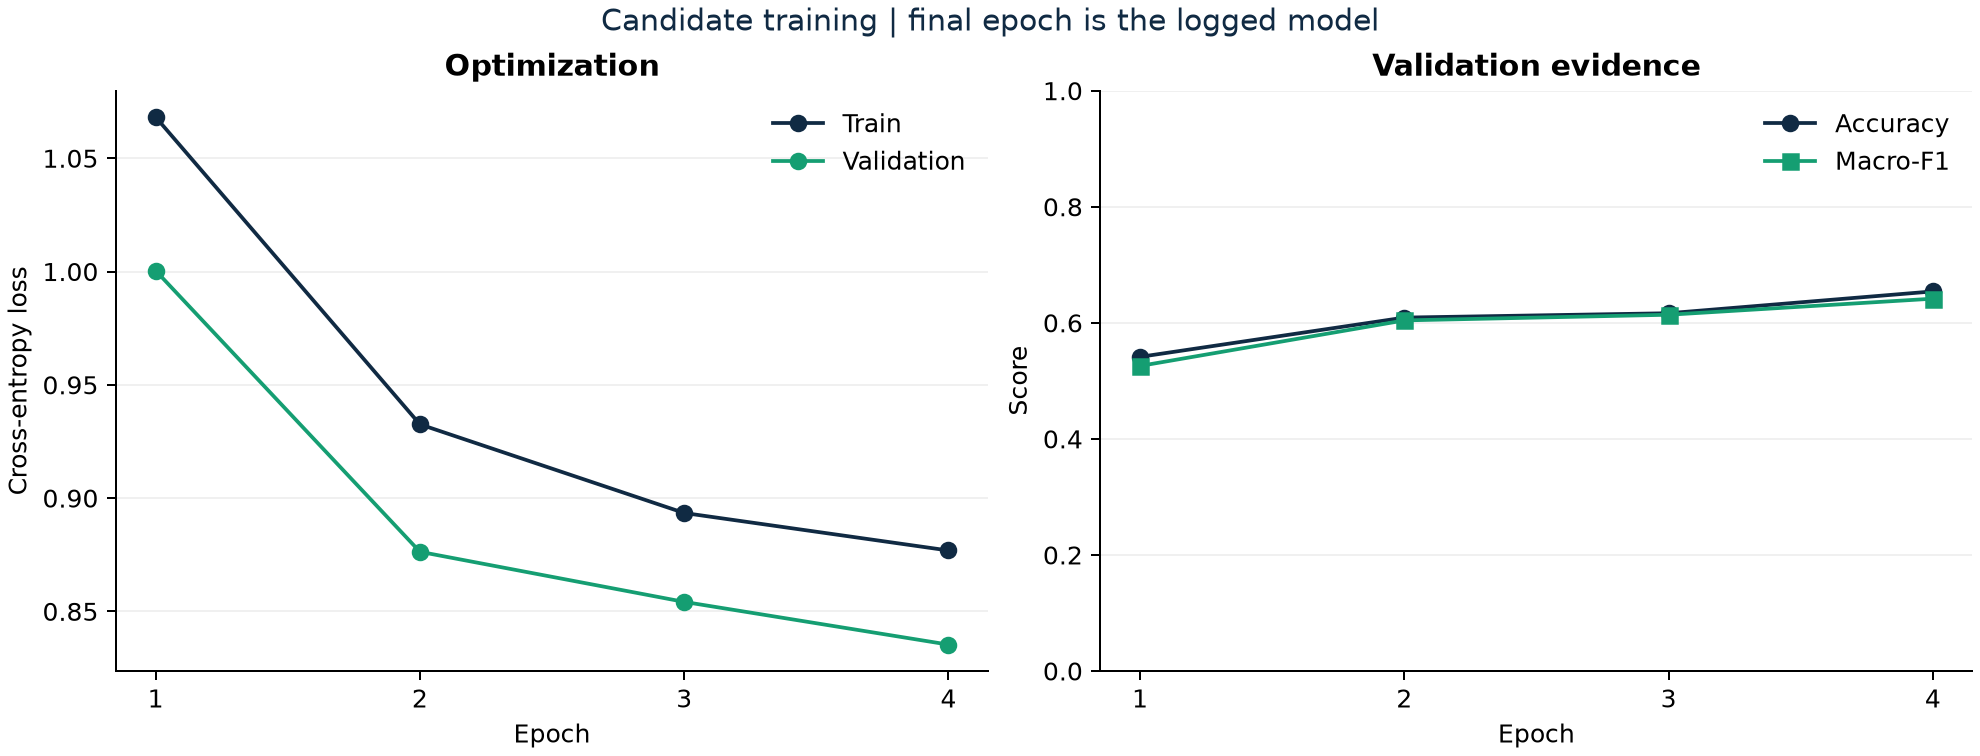 Candidate training | final epoch is the logged model
Optimization
Cross-entropy loss
1.05
1.00
0.95
0.90
0.85
Train
Validation
1 2 3 4
Epoch
Validation evidence
Score
1.0
0.8
0.6
0.4
0.2
0.0
Accuracy
Macro-F1
1 2 3 4
Epoch